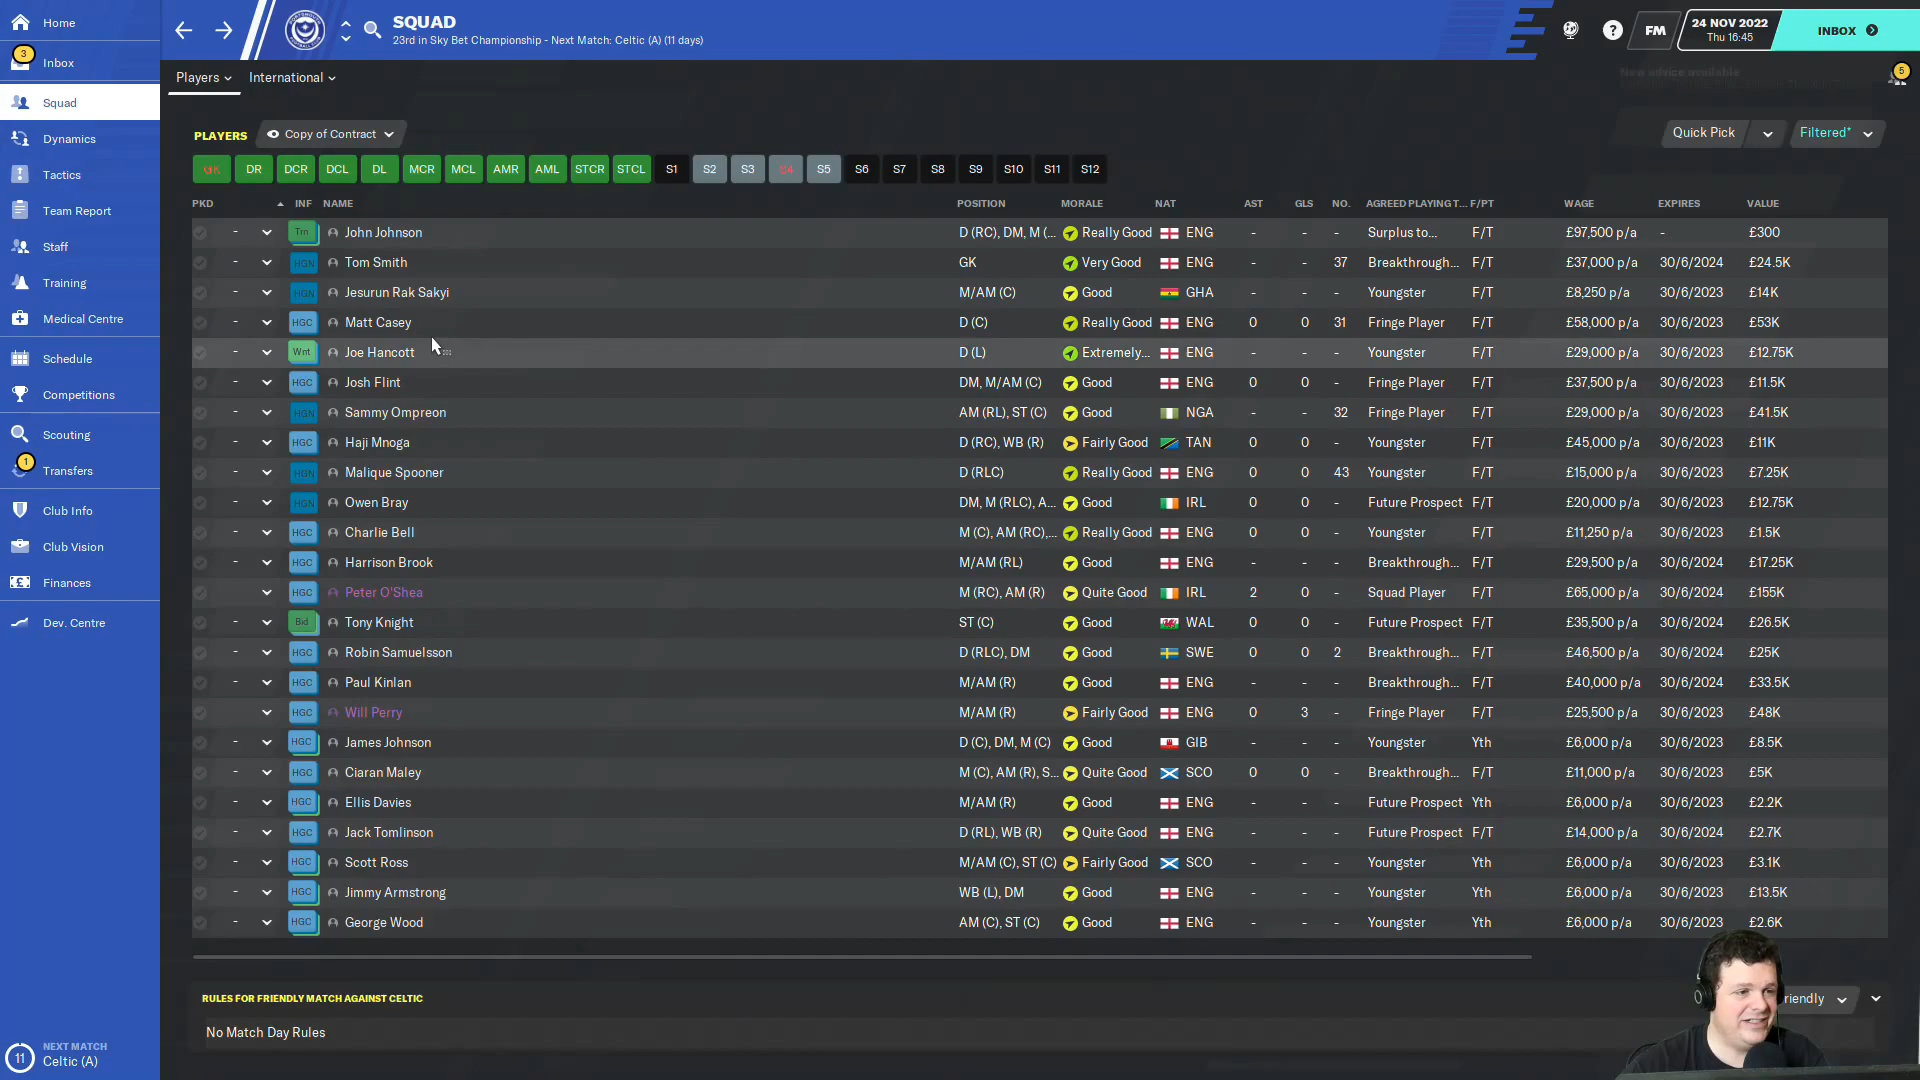 Home
SQUAD
23rd in Sky Bet Championship - Next Match: Celtic (A) (11 days)
FM
24 NOV 2022
Thu 16:45
INBOX
3
Inbox
Squad
Dynamics
Tactics
Team Report
Staff
Training
Medical Centre
Schedule
Competitions
Scouting
1
Transfers
Club Info
Club Vision
Finances
Dev. Centre
11
NEXT MATCH
Celtic (A)
Players
International
New advice available
5
PLAYERS
Copy of Contract
Quick Pick
Filtered*
GK DR DCR DCL DL MCR MCL AMR AML STCR STCL S1 S2 S3 S4 S5 S6 S7 S8 S9 S10 S11 S12
PKD INF NAME POSITION MORALE NAT AST GLS NO. AGREED PLAYING T... F/PT WAGE EXPIRES VALUE
- Trn John Johnson D (RC), DM, M (... Really Good ENG - - - Surplus to... F/T £97,500 p/a - £300
- HGN Tom Smith GK Very Good ENG - - 37 Breakthrough... F/T £37,000 p/a 30/6/2024 £24.5K
- HGN Jesurun Rak Sakyi M/AM (C) Good GHA - - - Youngster F/T £8,250 p/a 30/6/2023 £14K
- HGC Matt Casey D (C) Really Good ENG 0 0 31 Fringe Player F/T £58,000 p/a 30/6/2023 £53K
- Wnt Joe Hancott D (L) Extremely... ENG - - - Youngster F/T £29,000 p/a 30/6/2023 £12.75K
- HGC Josh Flint DM, M/AM (C) Good ENG 0 0 - Fringe Player F/T £37,500 p/a 30/6/2023 £11.5K
- HGN Sammy Ompreon AM (RL), ST (C) Good NGA - - 32 Fringe Player F/T £29,000 p/a 30/6/2023 £41.5K
- HGC Haji Mnoga D (RC), WB (R) Fairly Good TAN 0 0 - Youngster F/T £45,000 p/a 30/6/2023 £11K
- HGN Malique Spooner D (RLC) Really Good ENG 0 0 43 Youngster F/T £15,000 p/a 30/6/2023 £7.25K
- HGN Owen Bray DM, M (RLC), A... Good IRL 0 0 - Future Prospect F/T £20,000 p/a 30/6/2023 £12.75K
- HGC Charlie Bell M (C), AM (RC),... Really Good ENG 0 0 - Youngster F/T £11,250 p/a 30/6/2023 £1.5K
- HGC Harrison Brook M/AM (RL) Good ENG - - - Breakthrough... F/T £29,500 p/a 30/6/2024 £17.25K
HGC Peter O'Shea M (RC), AM (R) Quite Good IRL 2 0 - Squad Player F/T £65,000 p/a 30/6/2023 £155K
- Bid Tony Knight ST (C) Good WAL 0 0 - Future Prospect F/T £35,500 p/a 30/6/2024 £26.5K
- HGC Robin Samuelsson D (RLC), DM Good SWE 0 0 2 Breakthrough... F/T £46,500 p/a 30/6/2024 £25K
- HGC Paul Kinlan M/AM (R) Good ENG - - - Breakthrough... F/T £40,000 p/a 30/6/2024 £33.5K
HGC Will Perry M/AM (R) Fairly Good ENG 0 3 - Fringe Player F/T £25,500 p/a 30/6/2023 £48K
- HGC James Johnson D (C), DM, M (C) Good GIB - - - Youngster Yth £6,000 p/a 30/6/2023 £8.5K
- HGC Ciaran Maley M (C), AM (R), S... Quite Good SCO 0 0 - Breakthrough... F/T £11,000 p/a 30/6/2023 £5K
- HGC Ellis Davies M/AM (R) Good ENG - - - Future Prospect Yth £6,000 p/a 30/6/2023 £2.2K
- HGC Jack Tomlinson D (RL), WB (R) Quite Good ENG - - - Future Prospect F/T £14,000 p/a 30/6/2024 £2.7K
- HGC Scott Ross M/AM (C), ST (C) Fairly Good SCO - - - Youngster Yth £6,000 p/a 30/6/2023 £3.1K
- HGC Jimmy Armstrong WB (L), DM Good ENG - - - Youngster Yth £6,000 p/a 30/6/2023 £13.5K
- HGC George Wood AM (C), ST (C) Good ENG - - - Youngster Yth £6,000 p/a 30/6/2023 £2.6K
RULES FOR FRIENDLY MATCH AGAINST CELTIC
riendly
No Match Day Rules